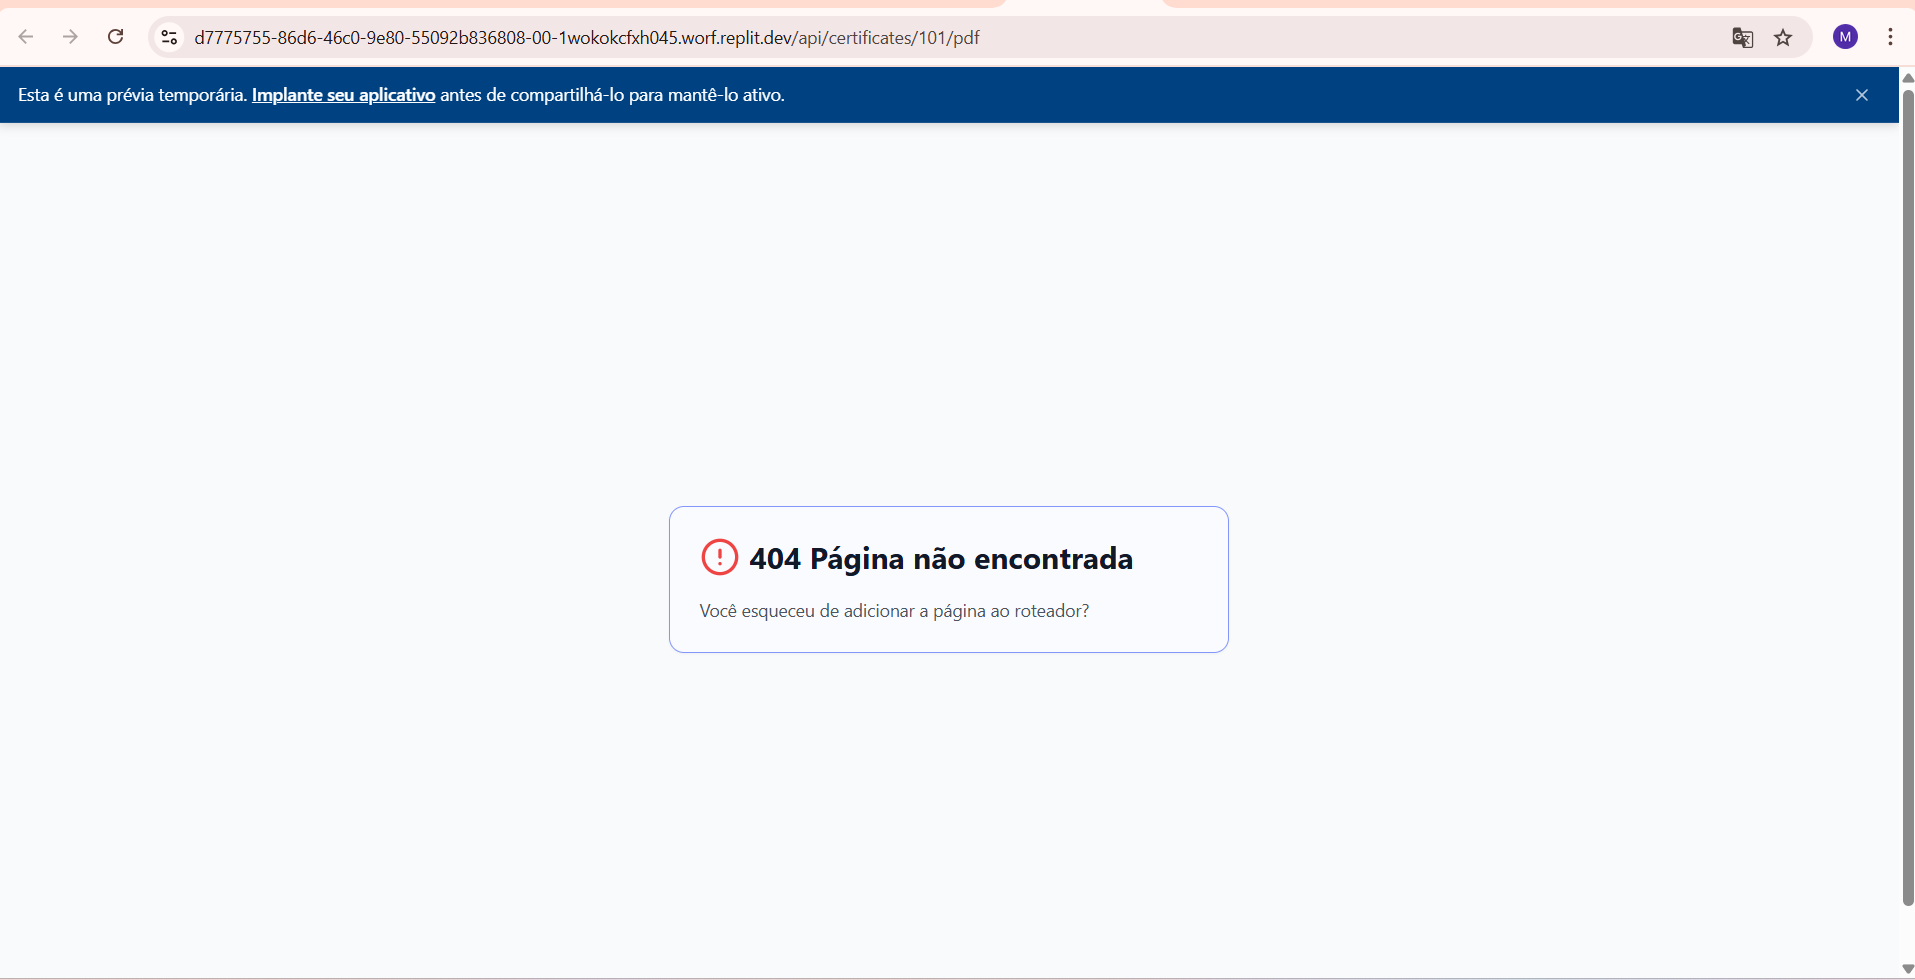 d7775755-86d6-46c0-9e80-55092b836808-00-1wokokcfxh045.worf.replit.dev/api/certificates/101/pdf
M
Esta é uma prévia temporária. Implante seu aplicativo antes de compartilhá-lo para mantê-lo ativo.
404 Página não encontrada
Você esqueceu de adicionar a página ao roteador?